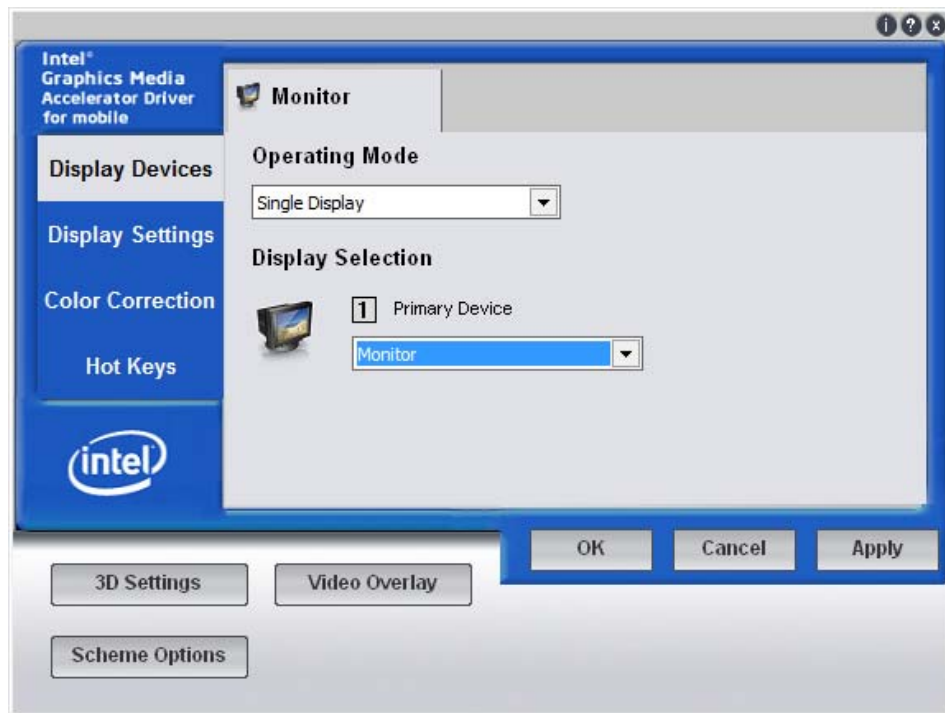 Intel®
Graphics Media
Accelerator Driver
for mobile
Monitor
Display Devices
Display Settings
Color Correction
Hot Keys
intel
Operating Mode
Single Display
Display Selection
1 Primary Device
Monitor
OK Cancel Apply
3D Settings Video Overlay
Scheme Options